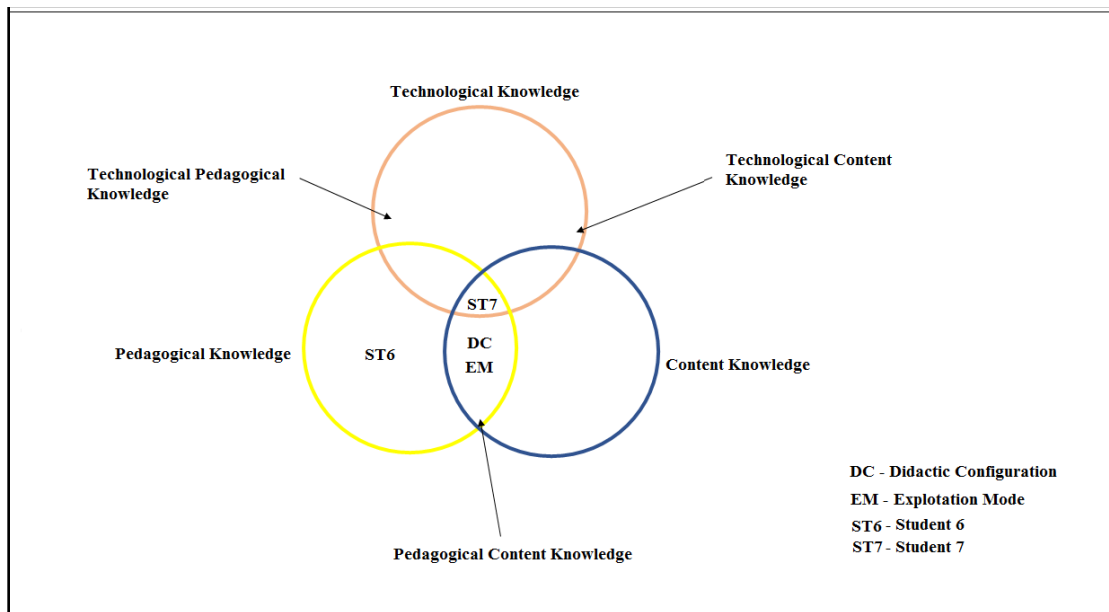 Technological Knowledge
Technological Pedagogical
Knowledge
Technological Content
Knowledge
ST7
Pedagogical Knowledge
ST6
DC
EM
Content Knowledge
Pedagogical Content Knowledge
DC - Didactic Configuration
EM - Explotation Mode
ST6 - Student 6
ST7 - Student 7